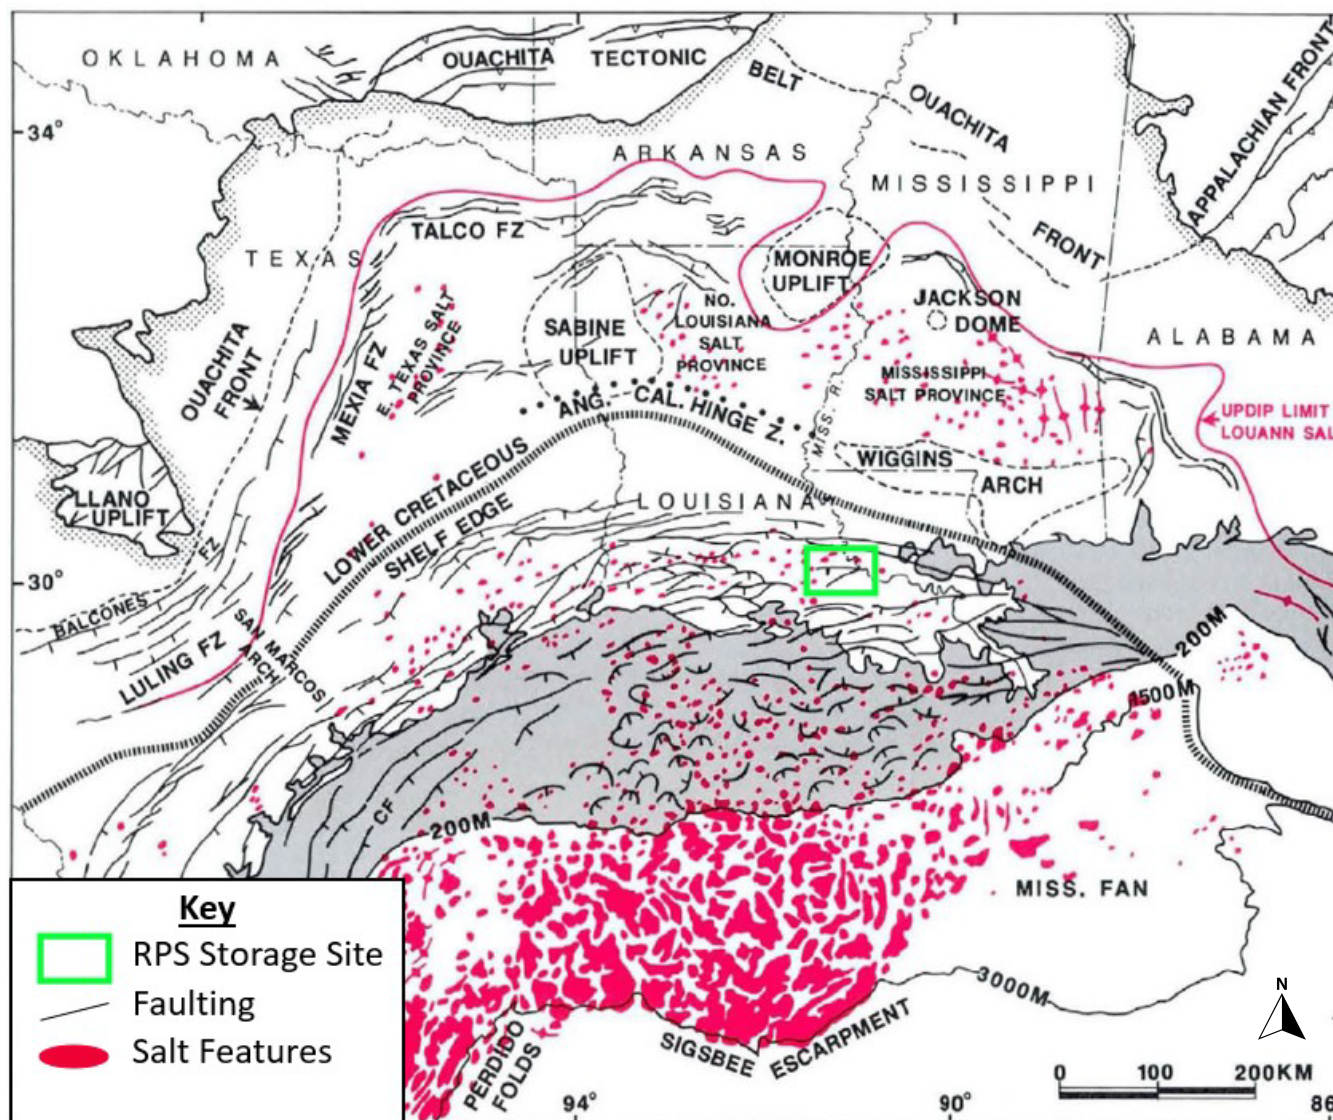 OKLAHOMA
OUACHITA TECTONIC
BELT
OUACHITA
FRONT
APPALACHIAN FRONT
34°
ARKANSAS
MISSISSIPPI
TALCO FZ
TEXAS
MONROE
UPLIFT
JACKSON
DOME
ALABAMA
NO.
LOUISIANA
SALT
PROVINCE
SABINE
UPLIFT
E. TEXAS SALT
PROVINCE
MEXIA FZ
OUACHITA
FRONT
MISSISSIPPI
SALT PROVINCE
MISS. R.
UPDIP LIMIT
LOUANN SAL
ANG. CAL. HINGE Z.
WIGGINS
ARCH
LLANO
UPLIFT
LOWER CRETACEOUS
SHELF EDGE
LOUISIANA
30°
BALCONES FZ
LULING FZ
SAN MARCOS
ARCH
200M
1500M
CF
200M
MISS. FAN
3000M
PERDIDO
FOLDS
SIGSBEE ESCARPMENT
Key
RPS Storage Site
Faulting
Salt Features
N
0 100 200KM
94° 90° 86